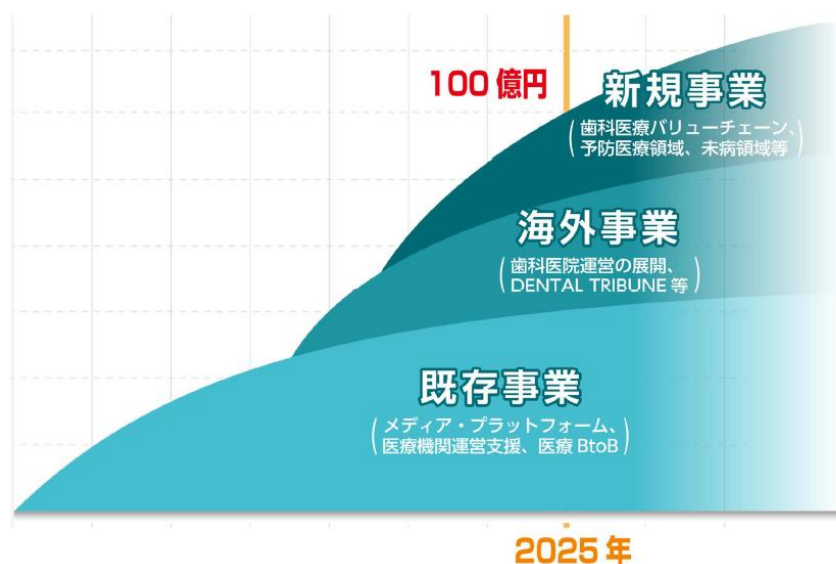 100億円
新規事業
(歯科医療バリューチェーン、
予防医療領域、未病領域等)
海外事業
(歯科医院運営の展開、
DENTAL TRIBUNE 等)
既存事業
(メディア・プラットフォーム、
医療機関運営支援、医療 BtoB)
2025年